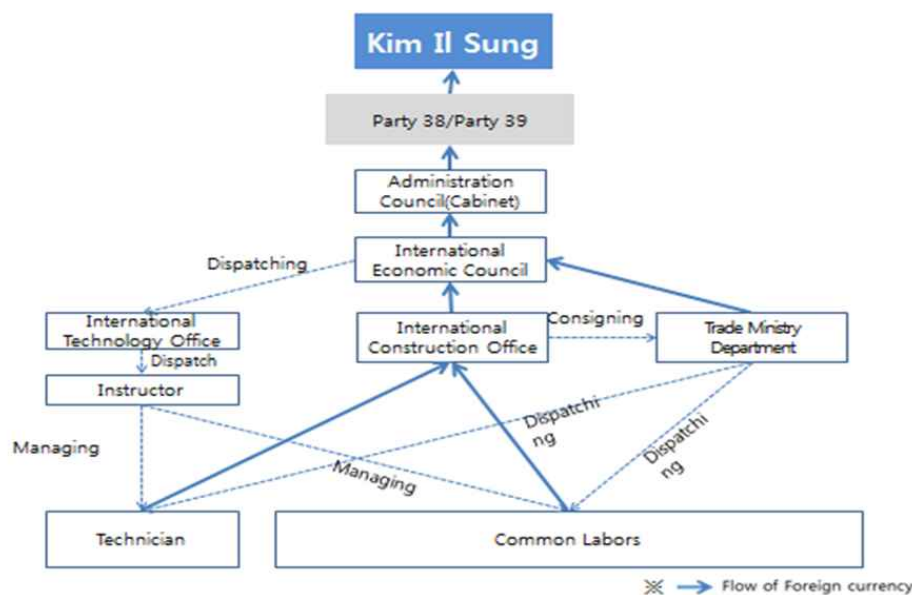 Kim Il Sung
Party 38/Party 39
Administration
Council(Cabinet)
International
Economic Council
Dispatching
International
Technology Office
International
Construction Office
Consigning
Trade Ministry
Department
Dispatch
Instructor
Managing
Managing
Dispatchi
ng
Dispatchi
ng
Technician
Common Labors
※ → Flow of Foreign currency